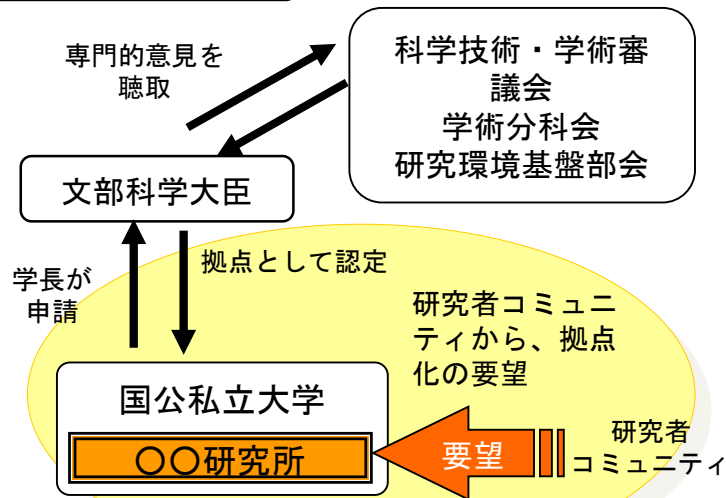 専門的意見を
聴取
科学技術・学術審
議会
学術分科会
研究環境基盤部会
文部科学大臣
学長が
申請
拠点として認定
研究者コミュニ
ティから、拠点
化の要望
国公私立大学
〇〇研究所
要望
研究者
コミュニティ